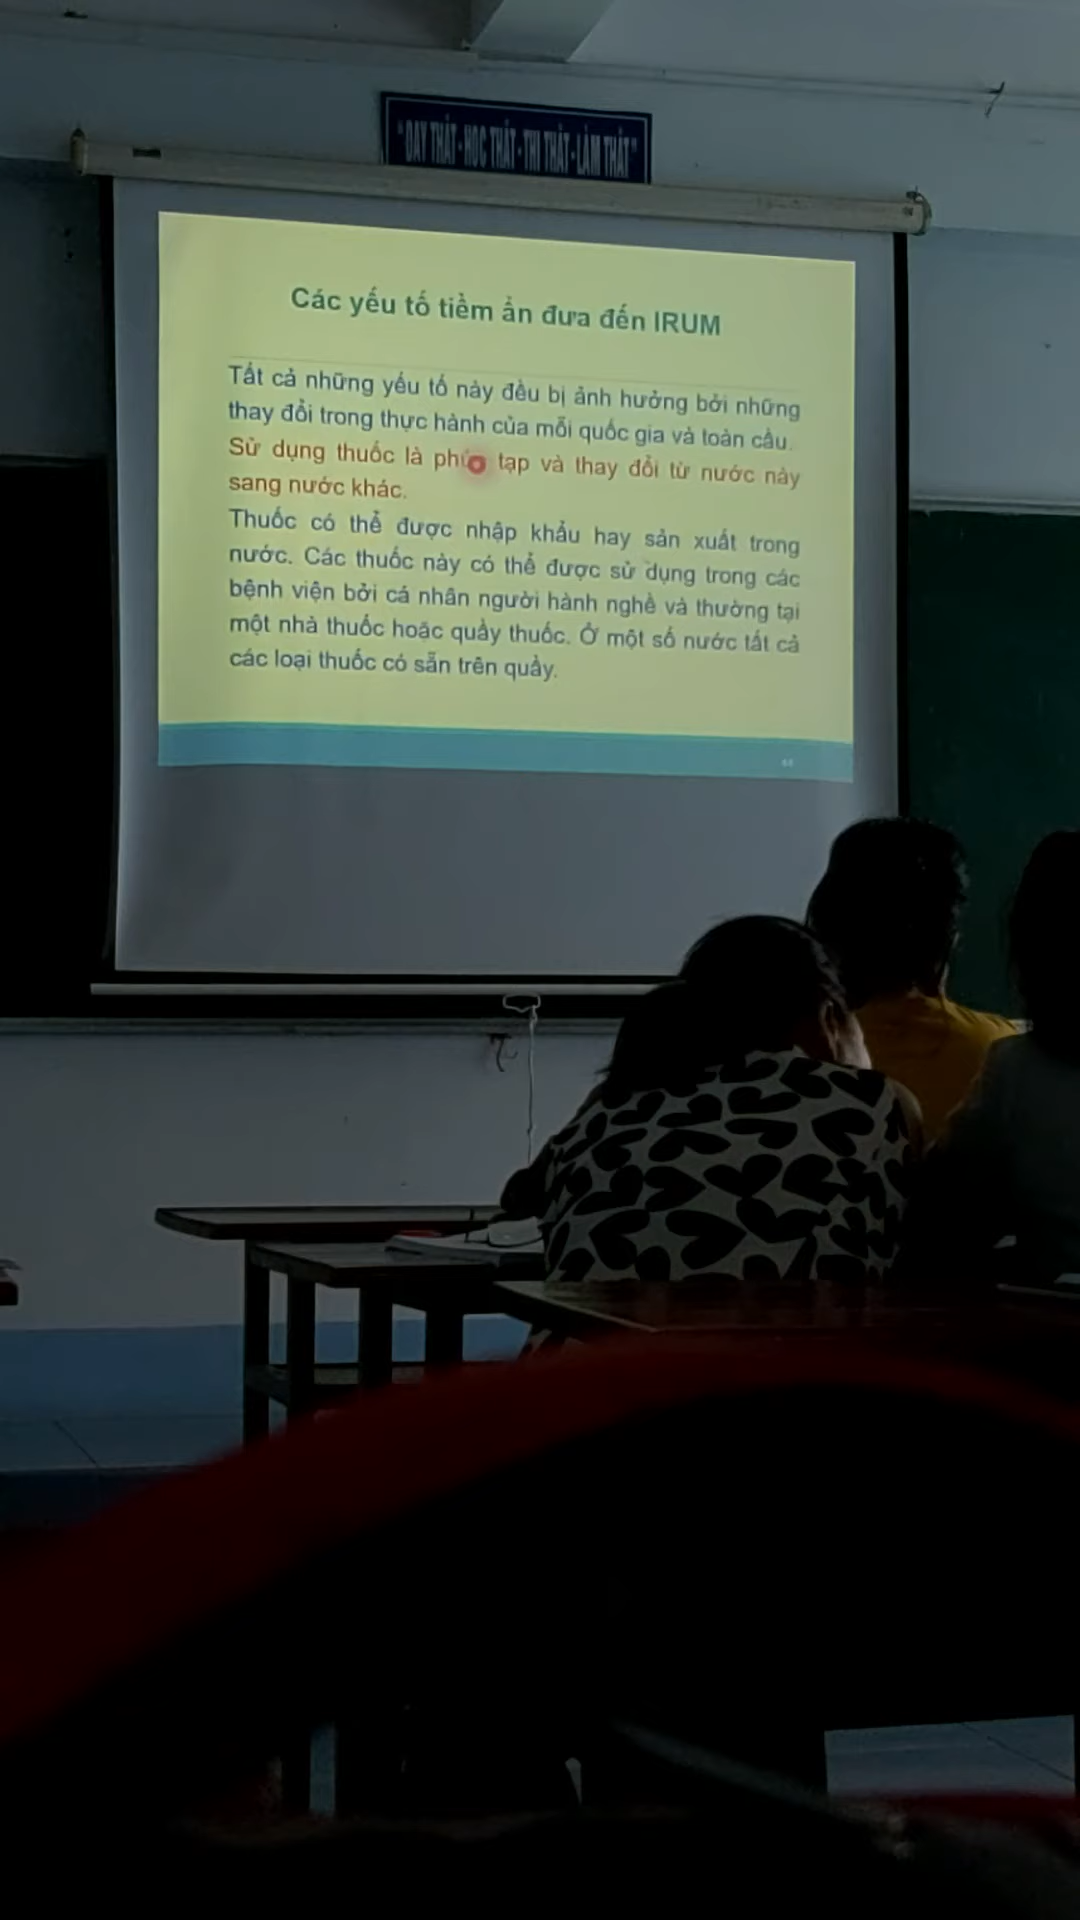 "DẠY THẬT - HỌC THẬT - THI THẬT - LÀM THẬT"
Các yếu tố tiềm ẩn đưa đến IRUM
Tất cả những yếu tố này đều bị ảnh hưởng bởi những
thay đổi trong thực hành của mỗi quốc gia và toàn cầu.
Sử dụng thuốc là phức tạp và thay đổi từ nước này
sang nước khác.
Thuốc có thể được nhập khẩu hay sản xuất trong
nước. Các thuốc này có thể được sử dụng trong các
bệnh viện bởi cá nhân người hành nghề và thường tại
một nhà thuốc hoặc quầy thuốc. Ở một số nước tất cả
các loại thuốc có sẵn trên quầy.